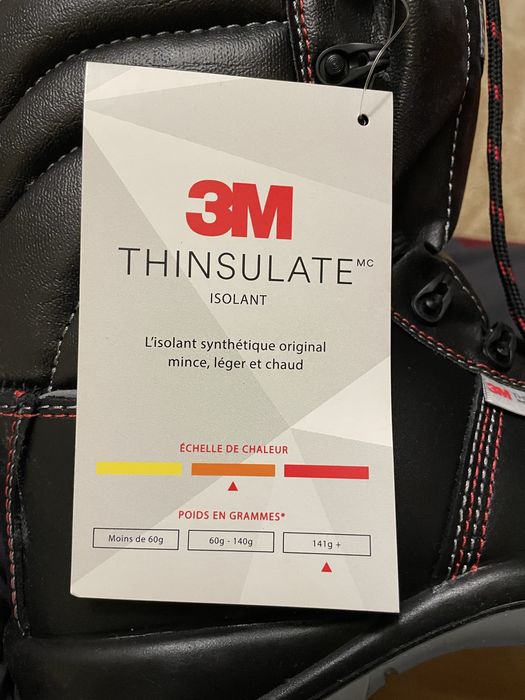 3M
THINSULATE MC
ISOLANT
L'isolant synthétique original
mince, léger et chaud
ÉCHELLE DE CHALEUR
POIDS EN GRAMMES*
Moins de 60g 60g - 140g 141g +
3M